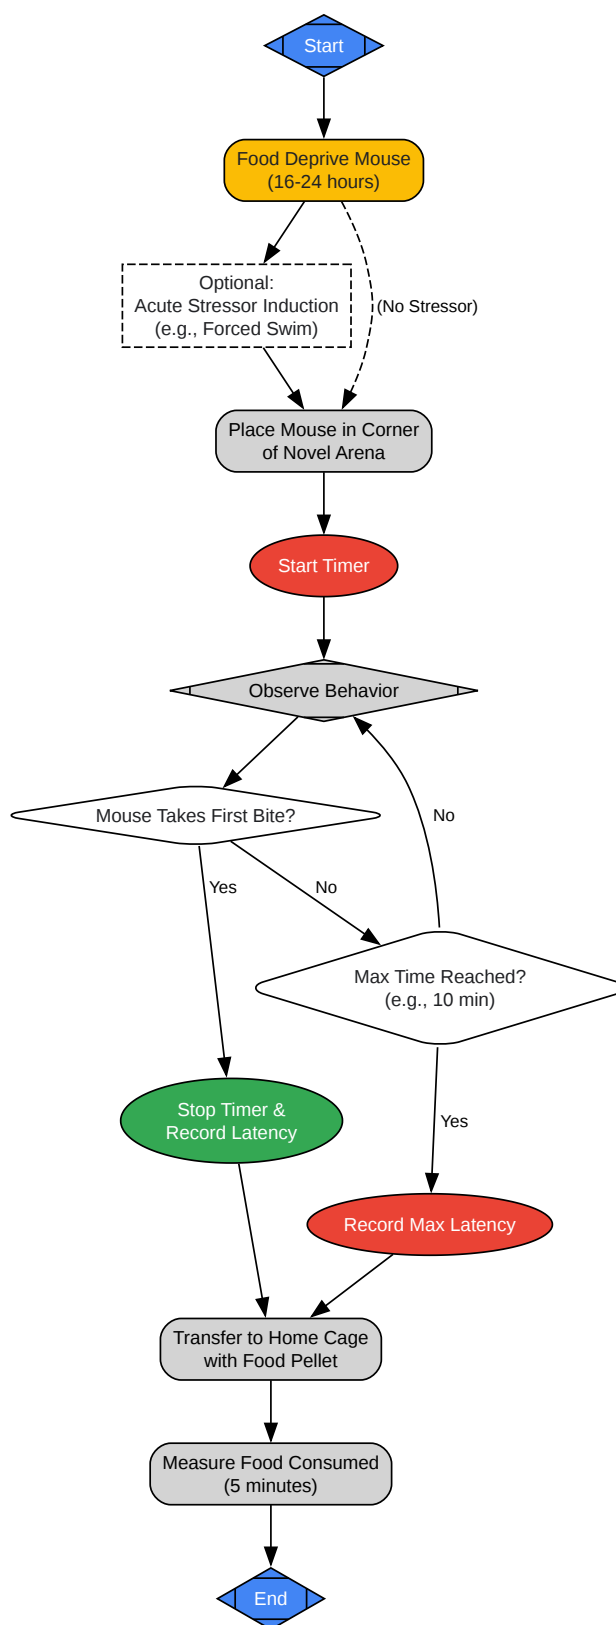 Start
Food Deprive Mouse
(16-24 hours)
Optional:
Acute Stressor Induction
(e.g., Forced Swim)
(No Stressor)
Place Mouse in Corner
of Novel Arena
Start Timer
Observe Behavior
Mouse Takes First Bite?
No
Yes
No
Max Time Reached?
(e.g., 10 min)
Stop Timer &
Record Latency
Yes
Record Max Latency
Transfer to Home Cage
with Food Pellet
Measure Food Consumed
(5 minutes)
End